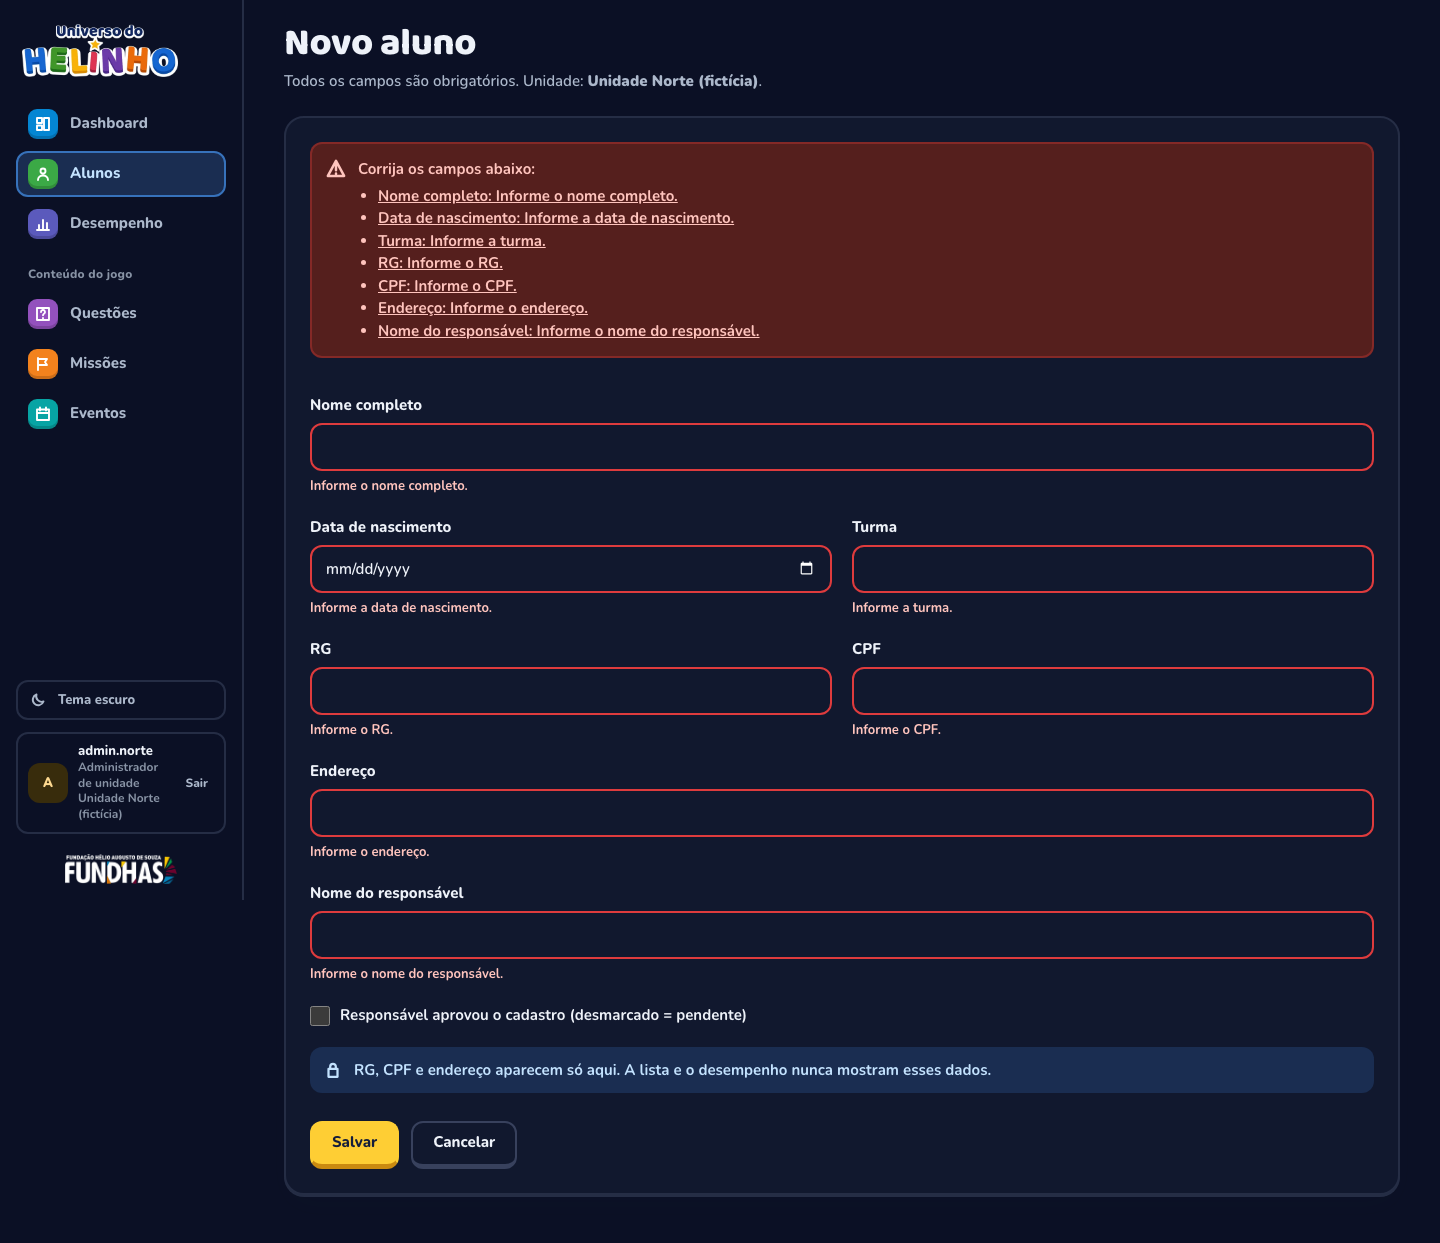 Universo do
HELINHO
Dashboard
Alunos
Desempenho
Conteúdo do jogo
Questões
Missões
Eventos
Tema escuro
A
admin.norte
Administrador
de unidade
Unidade Norte
(fictícia)
Sair
FUNDAÇÃO HÉLIO AUGUSTO DE SOUZA
FUNDHAS
Novo aluno
Todos os campos são obrigatórios. Unidade: Unidade Norte (fictícia).
Corrija os campos abaixo:
Nome completo: Informe o nome completo.
Data de nascimento: Informe a data de nascimento.
Turma: Informe a turma.
RG: Informe o RG.
CPF: Informe o CPF.
Endereço: Informe o endereço.
Nome do responsável: Informe o nome do responsável.
Nome completo
Informe o nome completo.
Data de nascimento
mm/dd/yyyy
Informe a data de nascimento.
Turma
Informe a turma.
RG
Informe o RG.
CPF
Informe o CPF.
Endereço
Informe o endereço.
Nome do responsável
Informe o nome do responsável.
Responsável aprovou o cadastro (desmarcado = pendente)
RG, CPF e endereço aparecem só aqui. A lista e o desempenho nunca mostram esses dados.
Salvar
Cancelar